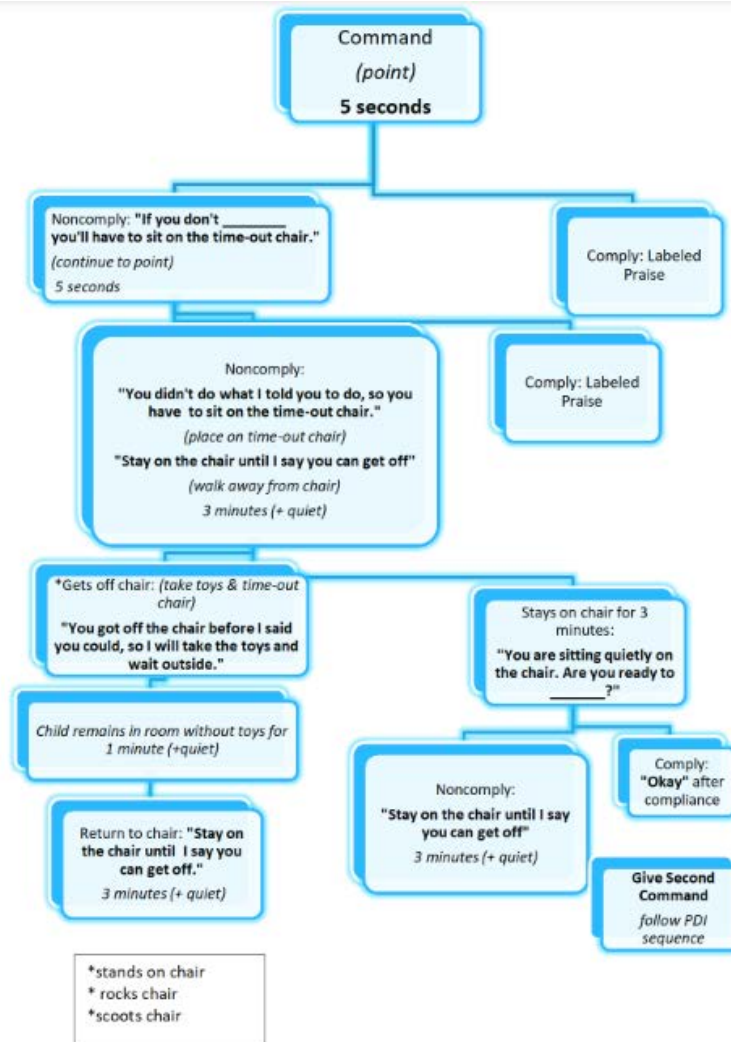 Command
(point)
5 seconds
Noncomply: "If you don't ________
you'll have to sit on the time-out chair."
(continue to point)
5 seconds
Comply: Labeled
Praise
Noncomply:
"You didn't do what I told you to do, so you
have to sit on the time-out chair."
(place on time-out chair)
"Stay on the chair until I say you can get off"
(walk away from chair)
3 minutes (+ quiet)
Comply: Labeled
Praise
*Gets off chair: (take toys & time-out
chair)
"You got off the chair before I said
you could, so I will take the toys and
wait outside."
Stays on chair for 3
minutes:
"You are sitting quietly on
the chair. Are you ready to
_______?"
Child remains in room without toys for
1 minute (+quiet)
Noncomply:
"Stay on the chair until I say
you can get off"
3 minutes (+ quiet)
Comply:
"Okay" after
compliance
Return to chair: "Stay on
the chair until I say you
can get off."
3 minutes (+ quiet)
Give Second
Command
follow PDI
sequence
*stands on chair
* rocks chair
*scoots chair